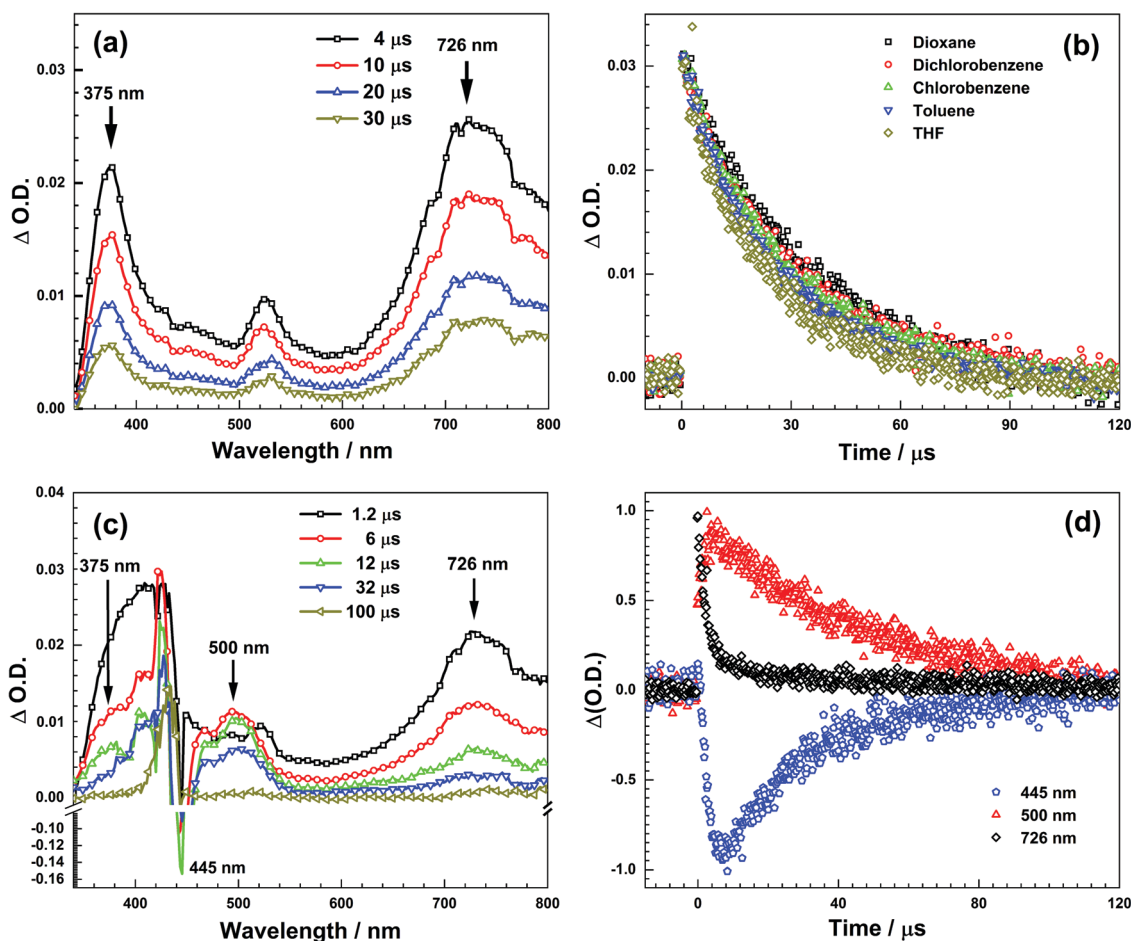 (a)
4 μs
10 μs
20 μs
30 μs
375 nm
726 nm
0.03
0.02
0.01
0.00
Δ O.D.
400 500 600 700 800
Wavelength / nm
(b)
Dioxane
Dichlorobenzene
Chlorobenzene
Toluene
THF
0.03
0.02
0.01
0.00
Δ O.D.
0 30 60 90 120
Time / μs
(c)
1.2 μs
6 μs
12 μs
32 μs
100 μs
375 nm
500 nm
726 nm
445 nm
0.04
0.03
0.02
0.01
0.00
-0.10
-0.12
-0.14
-0.16
Δ O.D.
400 500 600 700 800
Wavelength / nm
(d)
445 nm
500 nm
726 nm
1.0
0.5
0.0
-0.5
-1.0
Δ(O.D.)
0 40 80 120
Time / μs